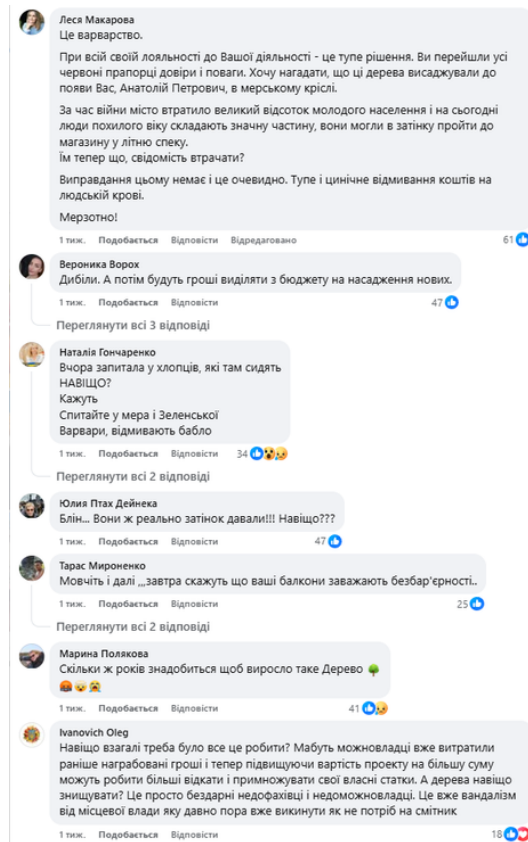 Леся Макарова
Це варварство.
При всій своїй лояльності до Вашої діяльності - це тупе рішення. Ви перейшли усі
червоні прапорці довіри і поваги. Хочу нагадати, що ці дерева висаджували до
появи Вас, Анатолій Петрович, в мерському кріслі.
За час війни місто втратило великий відсоток молодого населення і на сьогодні
люди похилого віку складають значну частину, вони могли в затінку пройти до
магазину у літню спеку.
Їм тепер що, свідомість втрачати?
Виправдання цьому немає і це очевидно. Тупе і цинічне відмивання коштів на
людській крові.
Мерзотно!
1 тиж. Подобається Відповісти Відредаговано 61
Вероника Ворох
Дибіли. А потім будуть гроші виділяти з бюджету на насадження нових.
1 тиж. Подобається Відповісти 47
Переглянути всі 3 відповіді
Наталія Гончаренко
Вчора запитала у хлопців, які там сидять
НАВІЩО?
Кажуть
Спитайте у мера і Зеленської
Варвари, відмивають бабло
1 тиж. Подобається Відповісти 34
Переглянути всі 2 відповіді
Юлия Птах Дейнека
Блін... Вони ж реально затінок давали!!! Навіщо???
1 тиж. Подобається Відповісти 47
Тарас Мироненко
Мовчіть і далі ,,,завтра скажуть що ваші балкони заважають безбар'єрності..
1 тиж. Подобається Відповісти 25
Переглянути всі 2 відповіді
Марина Полякова
Скільки ж років знадобиться щоб виросло таке Дерево 🌳
🤬😮😭
1 тиж. Подобається Відповісти 41
Ivanovich Oleg
Навіщо взагалі треба було все це робити? Мабуть можновладці вже витратили
раніше награбовані гроші і тепер підвищуючи вартість проекту на більшу суму
можуть робити більші відкати і примножувати свої власні статки. А дерева навіщо
знищувати? Це просто бездарні недофахівці і недоможновладці. Це вже вандалізм
від місцевої влади яку давно пора вже викинути як не потріб на смітник
1 тиж. Подобається Відповісти 18